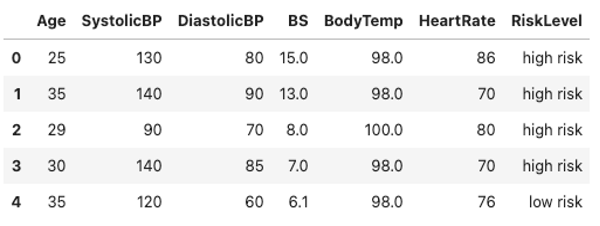 Age SystolicBP DiastolicBP BS BodyTemp HeartRate RiskLevel
0 25 130 80 15.0 98.0 86 high risk
1 35 140 90 13.0 98.0 70 high risk
2 29 90 70 8.0 100.0 80 high risk
3 30 140 85 7.0 98.0 70 high risk
4 35 120 60 6.1 98.0 76 low risk